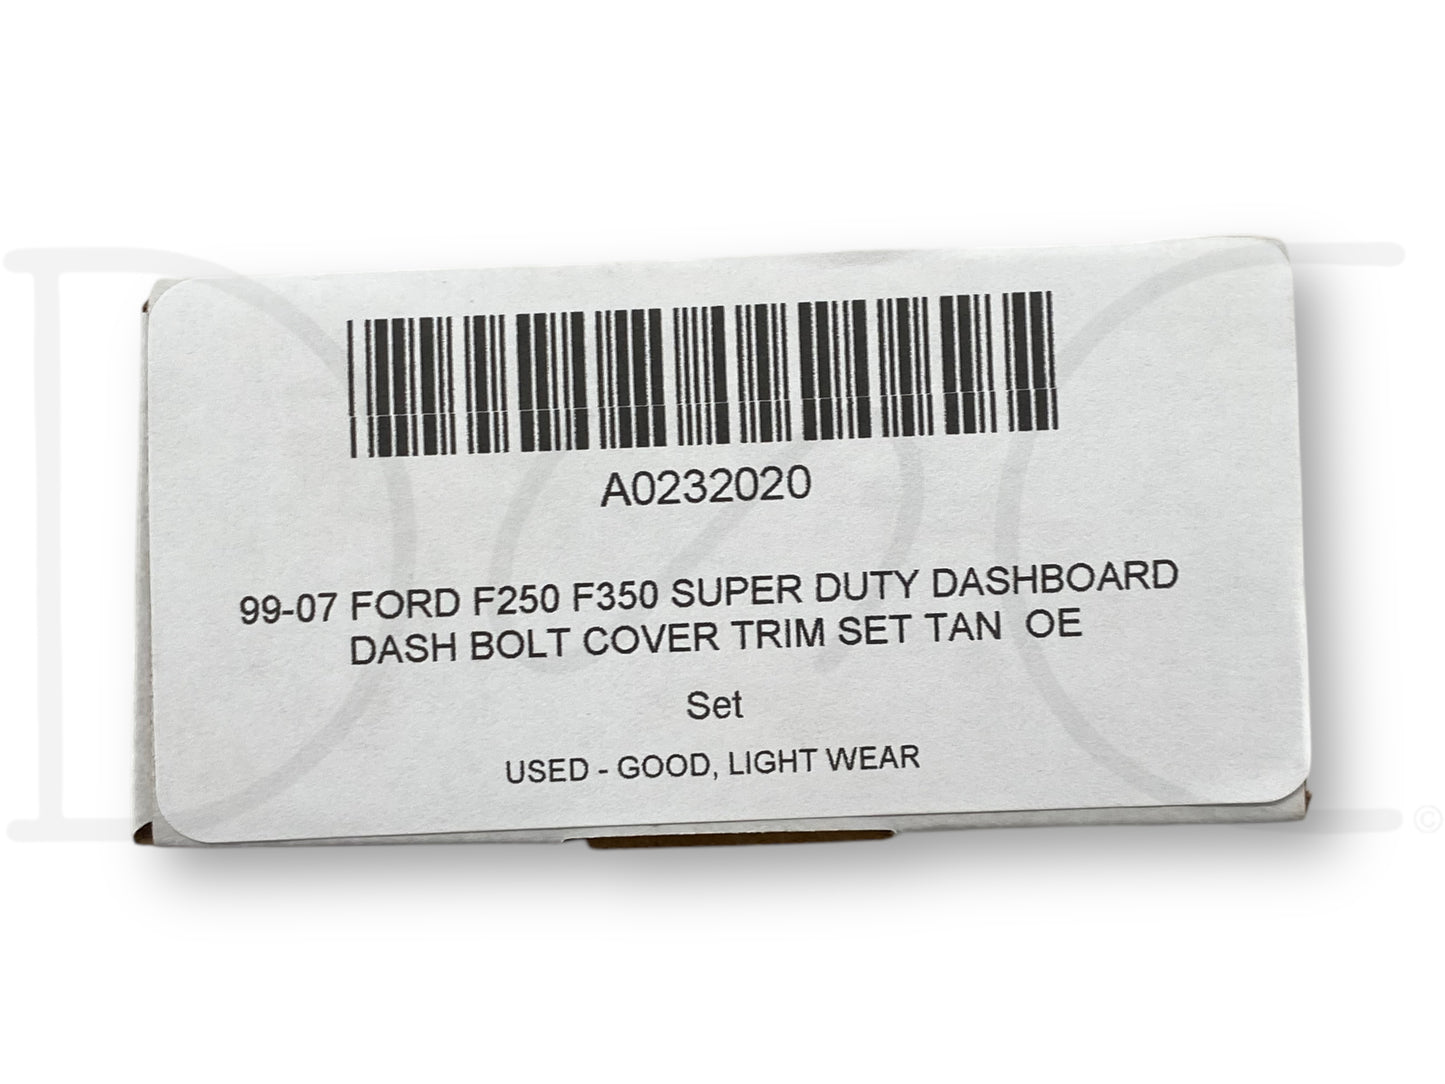 A0232020
99-07 FORD F250 F350 SUPER DUTY DASHBOARD
DASH BOLT COVER TRIM SET TAN  OE
Set
USED - GOOD, LIGHT WEAR
©